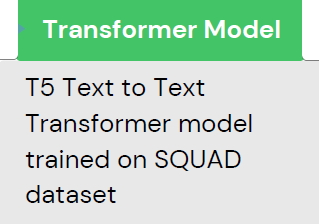 Transformer Model
T5 Text to Text
Transformer model
trained on SQUAD
dataset